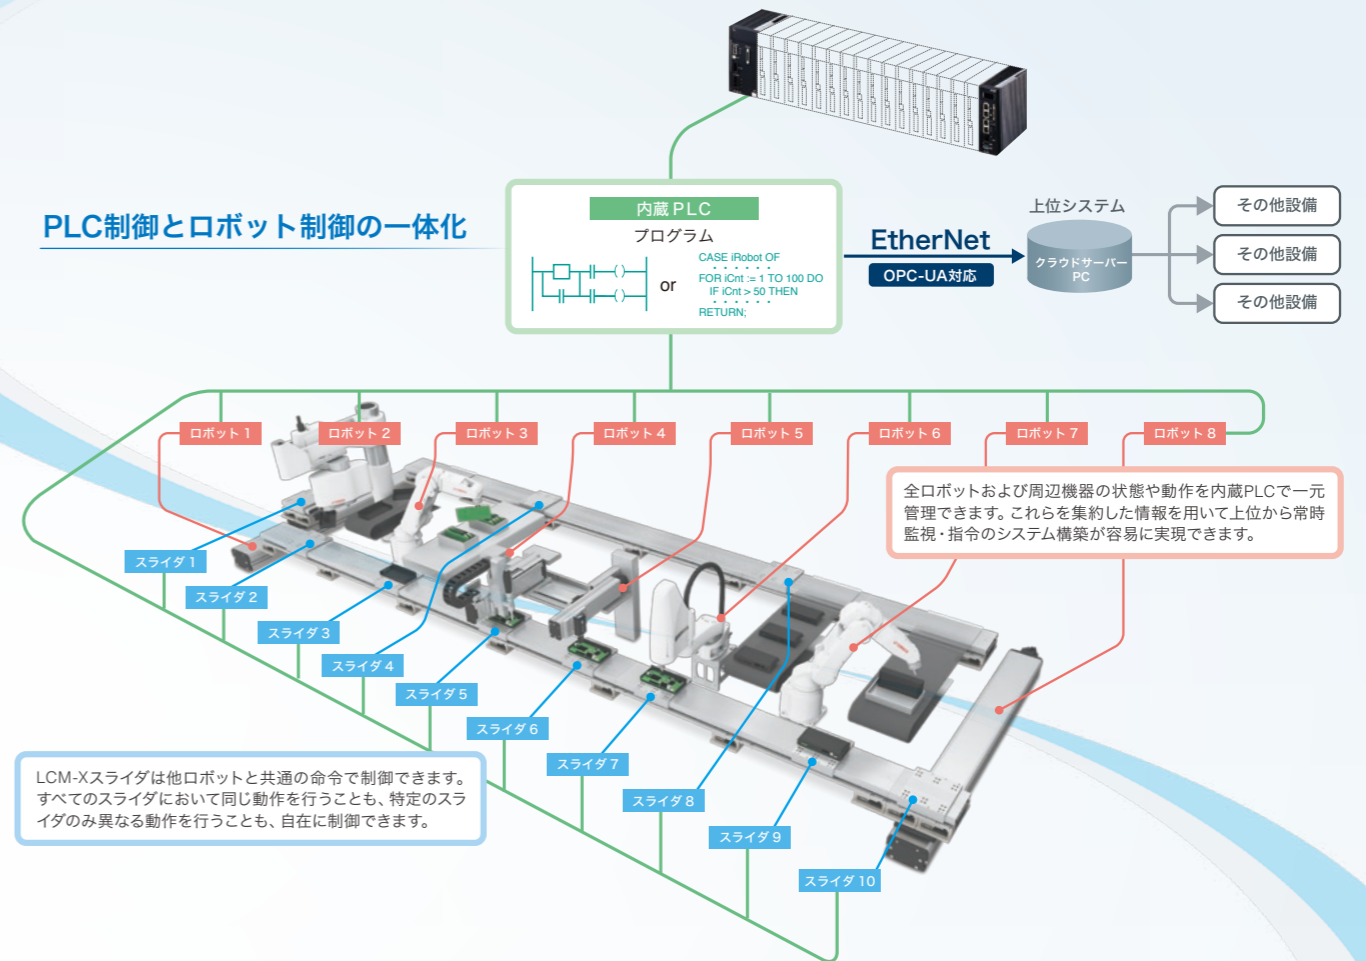 PLC制御とロボット制御の一体化
内蔵PLC
プログラム
or
CASE iRobot OF
・・・・・・
FOR iCnt := 1 TO 100 DO
IF iCnt > 50 THEN
・・・・・・
RETURN;
EtherNet
OPC-UA対応
上位システム
クラウドサーバー
PC
その他設備
その他設備
その他設備
ロボット 1
ロボット 2
ロボット 3
ロボット 4
ロボット 5
ロボット 6
ロボット 7
ロボット 8
全ロボットおよび周辺機器の状態や動作を内蔵PLCで一元
管理できます。これらを集約した情報を用いて上位から常時
監視・指令のシステム構築が容易に実現できます。
スライダ 1
スライダ 2
スライダ 3
スライダ 4
スライダ 5
スライダ 6
スライダ 7
スライダ 8
スライダ 9
スライダ 10
LCM-Xスライダは他ロボットと共通の命令で制御できます。
すべてのスライダにおいて同じ動作を行うことも、特定のスラ
イダのみ異なる動作を行うことも、自在に制御できます。